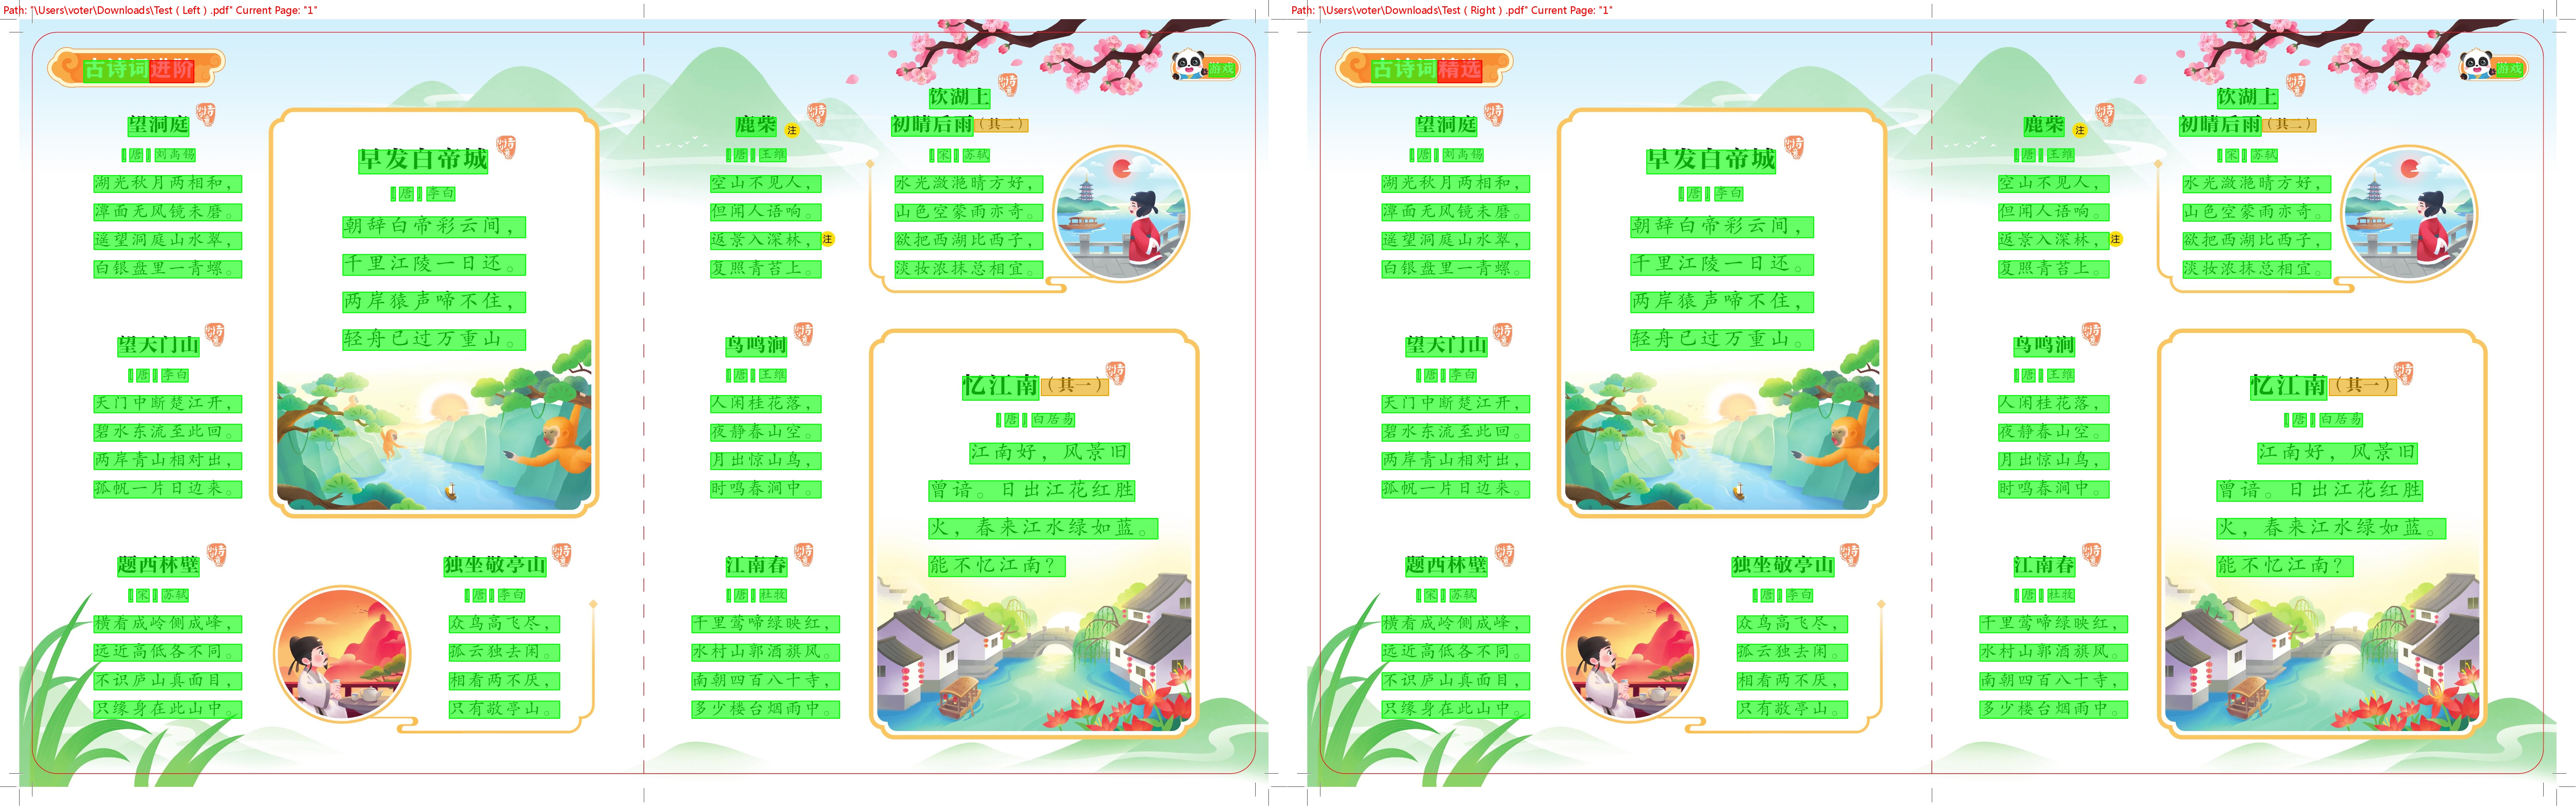 Path: "\Users\voter\Downloads\Test ( Left ) .pdf" Current Page: "1"
古诗词进阶
游戏
望洞庭
〔唐〕刘禹锡
湖光秋月两相和，
潭面无风镜未磨。
遥望洞庭山水翠，
白银盘里一青螺。
望天门山
〔唐〕李白
天门中断楚江开，
碧水东流至此回。
两岸青山相对出，
孤帆一片日边来。
题西林壁
〔宋〕苏轼
横看成岭侧成峰，
远近高低各不同。
不识庐山真面目，
只缘身在此山中。
早发白帝城
〔唐〕李白
朝辞白帝彩云间，
千里江陵一日还。
两岸猿声啼不住，
轻舟已过万重山。
独坐敬亭山
〔唐〕李白
众鸟高飞尽，
孤云独去闲。
相看两不厌，
只有敬亭山。
鹿柴 注
〔唐〕王维
空山不见人，
但闻人语响。
返景入深林， 注
复照青苔上。
鸟鸣涧
〔唐〕王维
人闲桂花落，
夜静春山空。
月出惊山鸟，
时鸣春涧中。
江南春
〔唐〕杜牧
千里莺啼绿映红，
水村山郭酒旗风。
南朝四百八十寺，
多少楼台烟雨中。
饮湖上
初晴后雨（其二）
〔宋〕苏轼
水光潋滟晴方好，
山色空蒙雨亦奇。
欲把西湖比西子，
淡妆浓抹总相宜。
忆江南（其一）
〔唐〕白居易
江南好，风景旧
曾谙。日出江花红胜
火，春来江水绿如蓝。
能不忆江南？
Path: "\Users\voter\Downloads\Test ( Right ) .pdf" Current Page: "1"
古诗词精选
游戏
望洞庭
〔唐〕刘禹锡
湖光秋月两相和，
潭面无风镜未磨。
遥望洞庭山水翠，
白银盘里一青螺。
望天门山
〔唐〕李白
天门中断楚江开，
碧水东流至此回。
两岸青山相对出，
孤帆一片日边来。
题西林壁
〔宋〕苏轼
横看成岭侧成峰，
远近高低各不同。
不识庐山真面目，
只缘身在此山中。
早发白帝城
〔唐〕李白
朝辞白帝彩云间，
千里江陵一日还。
两岸猿声啼不住，
轻舟已过万重山。
独坐敬亭山
〔唐〕李白
众鸟高飞尽，
孤云独去闲。
相看两不厌，
只有敬亭山。
鹿柴 注
〔唐〕王维
空山不见人，
但闻人语响。
返景入深林， 注
复照青苔上。
鸟鸣涧
〔唐〕王维
人闲桂花落，
夜静春山空。
月出惊山鸟，
时鸣春涧中。
江南春
〔唐〕杜牧
千里莺啼绿映红，
水村山郭酒旗风。
南朝四百八十寺，
多少楼台烟雨中。
饮湖上
初晴后雨（其二）
〔宋〕苏轼
水光潋滟晴方好，
山色空蒙雨亦奇。
欲把西湖比西子，
淡妆浓抹总相宜。
忆江南（其一）
〔唐〕白居易
江南好，风景旧
曾谙。日出江花红胜
火，春来江水绿如蓝。
能不忆江南？